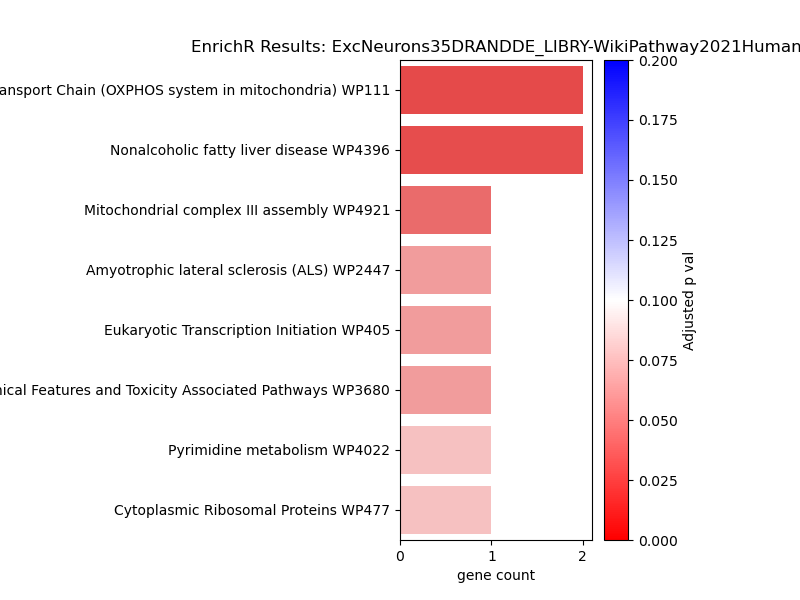 EnrichR Results: ExcNeurons35DRANDDE_LIBRY-WikiPathway2021Human
ansport Chain (OXPHOS system in mitochondria) WP111
Nonalcoholic fatty liver disease WP4396
Mitochondrial complex III assembly WP4921
Amyotrophic lateral sclerosis (ALS) WP2447
Eukaryotic Transcription Initiation WP405
ical Features and Toxicity Associated Pathways WP3680
Pyrimidine metabolism WP4022
Cytoplasmic Ribosomal Proteins WP477
0 1 2
gene count
0.200
0.175
0.150
0.125
0.100
0.075
0.050
0.025
0.000
Adjusted p val